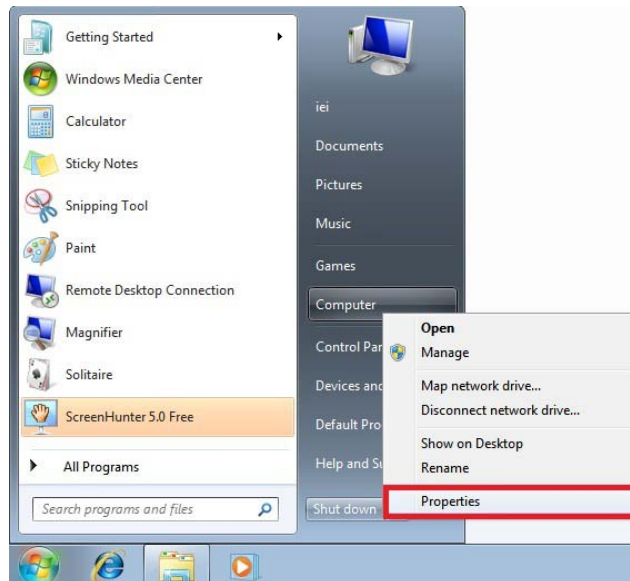 Getting Started
Windows Media Center
Calculator
Sticky Notes
Snipping Tool
Paint
Remote Desktop Connection
Magnifier
Solitaire
ScreenHunter 5.0 Free
All Programs
Search programs and files
iei
Documents
Pictures
Music
Games
Computer
Control Par
Devices and
Default Pro
Help and Su
Shut down
Open
Manage
Map network drive...
Disconnect network drive...
Show on Desktop
Rename
Properties